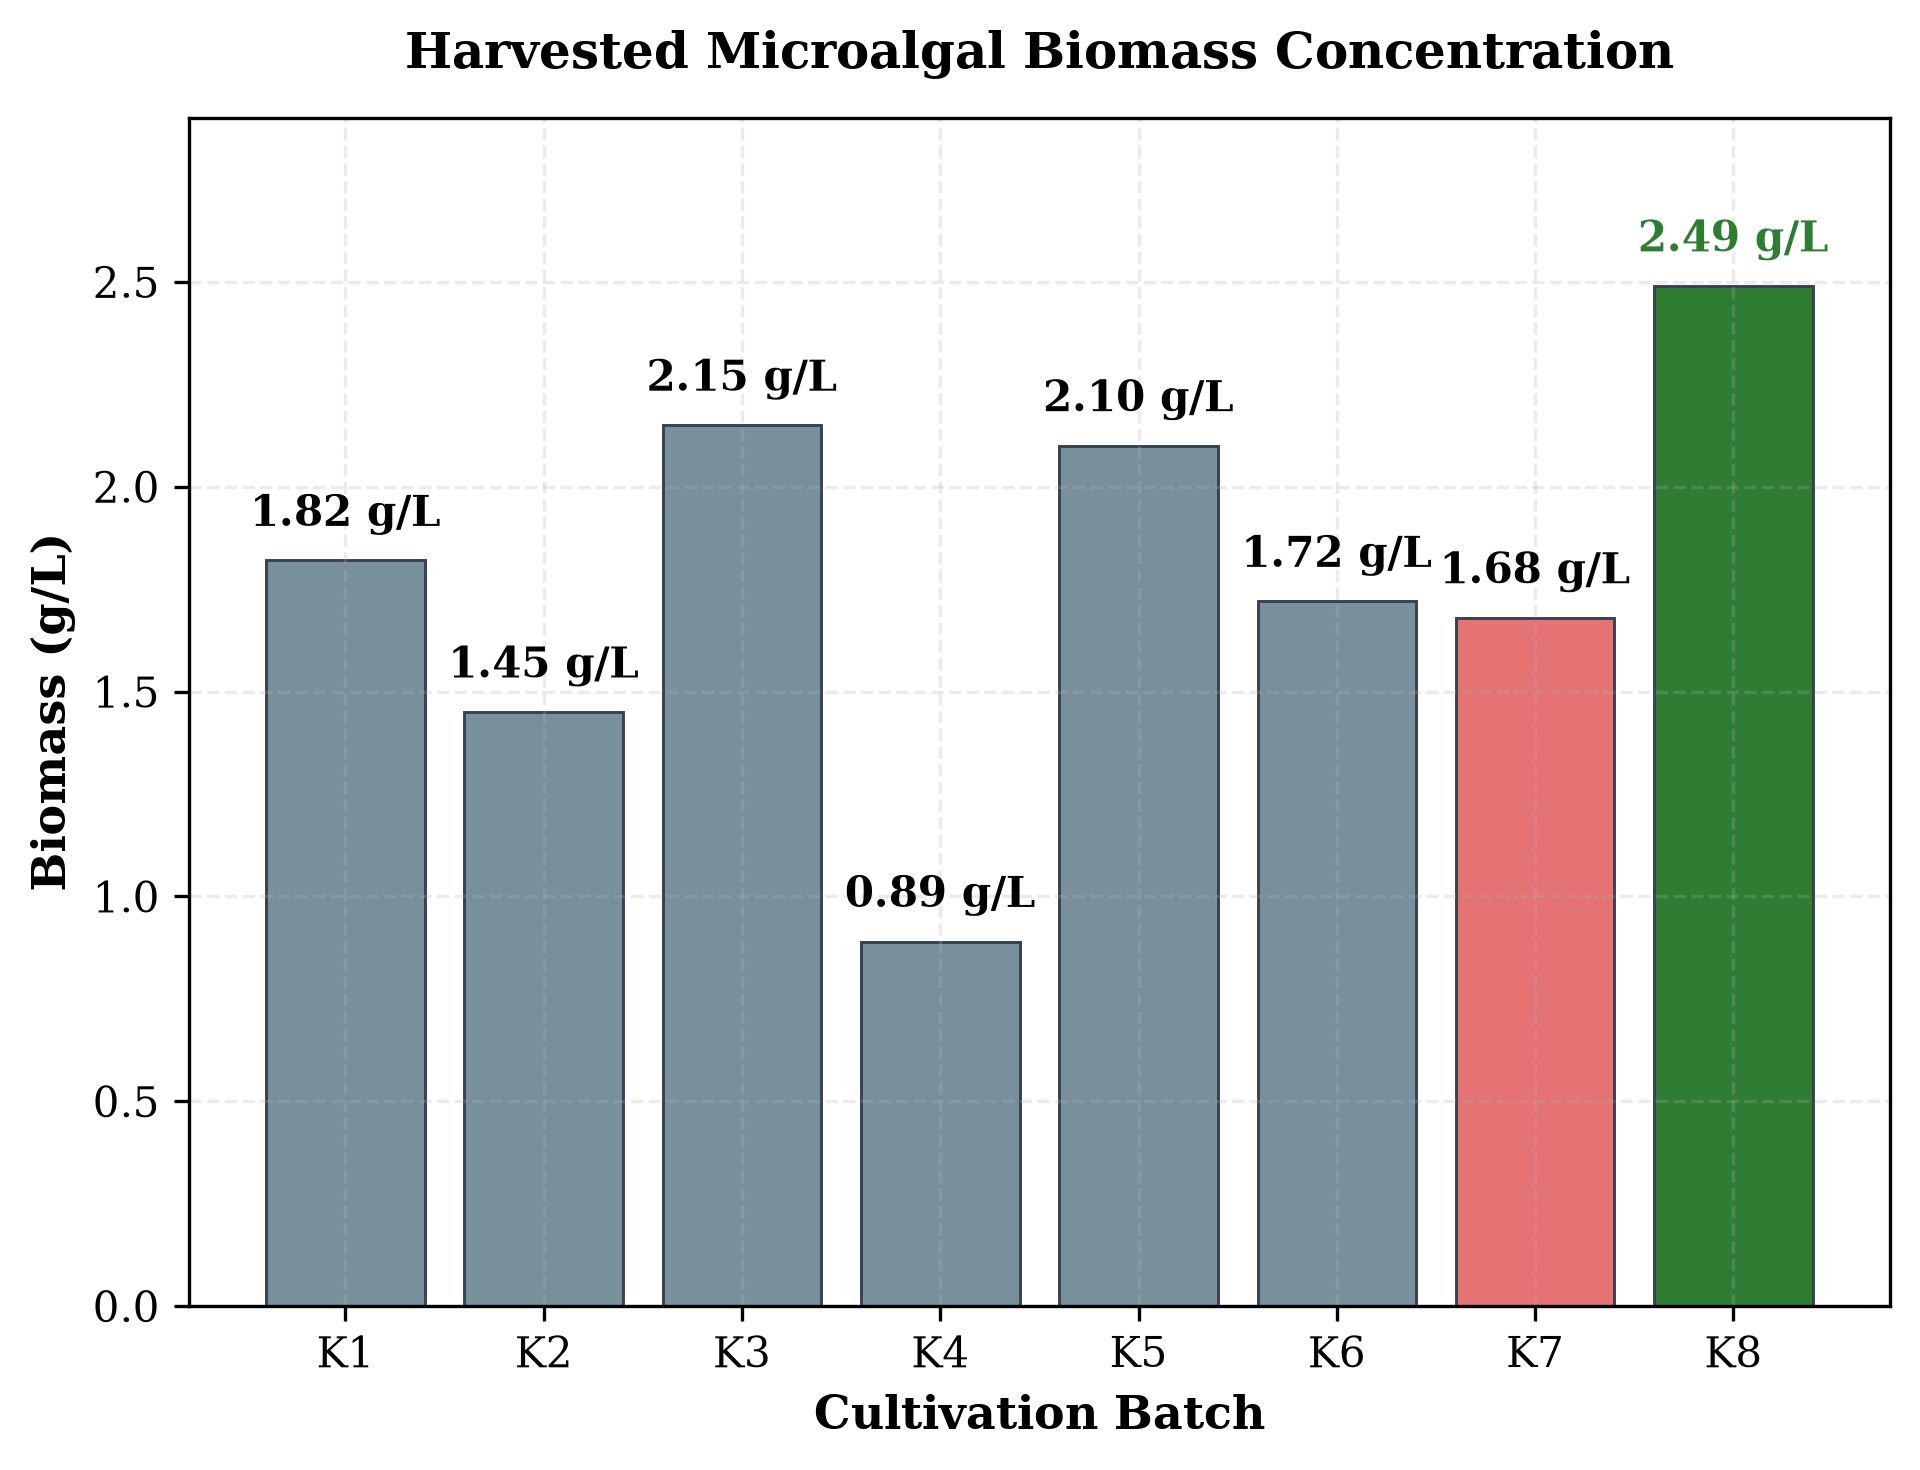 Harvested Microalgal Biomass Concentration
2.49 g/L
2.5
2.15 g/L
2.10 g/L
2.0
1.82 g/L
1.72 g/L
1.68 g/L
1.45 g/L
1.5
Biomass (g/L)
1.0
0.89 g/L
0.5
0.0
K1 K2 K3 K4 K5 K6 K7 K8
Cultivation Batch